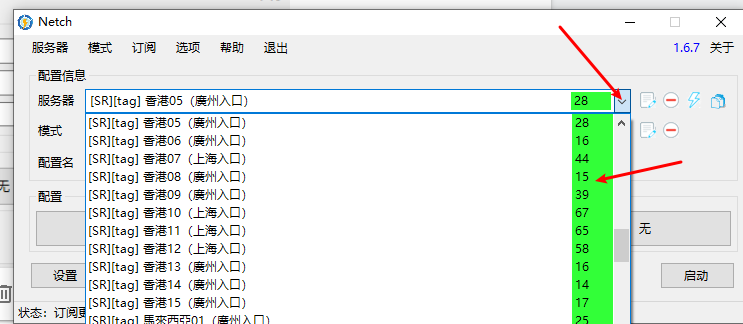 Netch
服务器 模式 订阅 选项 帮助 退出 1.6.7 关于
配置信息
服务器 [SR][tag] 香港05（廣州入口） 28
[SR][tag] 香港05（廣州入口） 28
模式 [SR][tag] 香港06（廣州入口） 16
[SR][tag] 香港07（上海入口） 44
配置名 [SR][tag] 香港08（廣州入口） 15
无 [SR][tag] 香港09（廣州入口） 39
配置 [SR][tag] 香港10（上海入口） 67
[SR][tag] 香港11（上海入口） 65 无
[SR][tag] 香港12（上海入口） 58
[SR][tag] 香港13（廣州入口） 16
设置 [SR][tag] 香港14（廣州入口） 14 启动
[SR][tag] 香港15（廣州入口） 17
状态：订阅更 [SR][tag] 馬來西亞01（廣州入口） 25